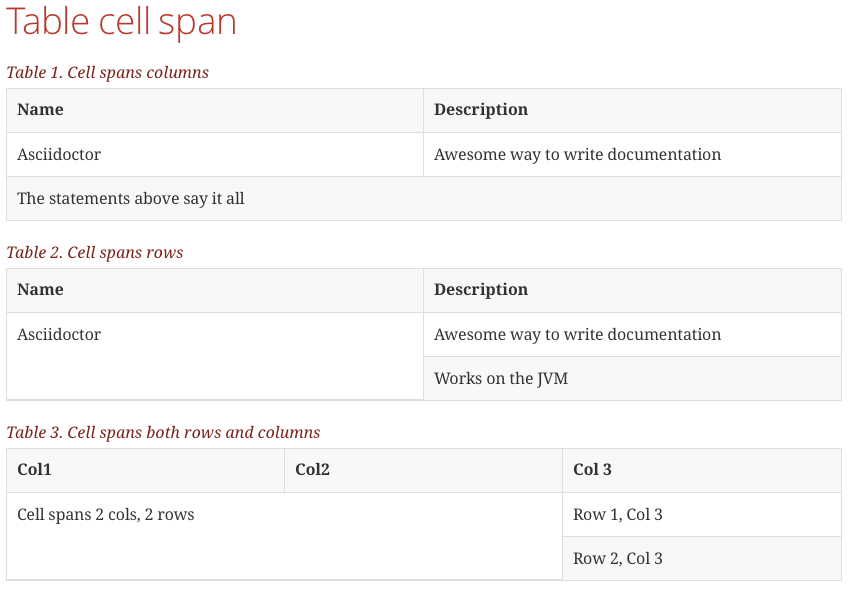 Table cell span
Table 1. Cell spans columns
Name Description
Asciidoctor Awesome way to write documentation
The statements above say it all
Table 2. Cell spans rows
Name Description
Asciidoctor Awesome way to write documentation
Works on the JVM
Table 3. Cell spans both rows and columns
Col1 Col2 Col 3
Cell spans 2 cols, 2 rows Row 1, Col 3
Row 2, Col 3